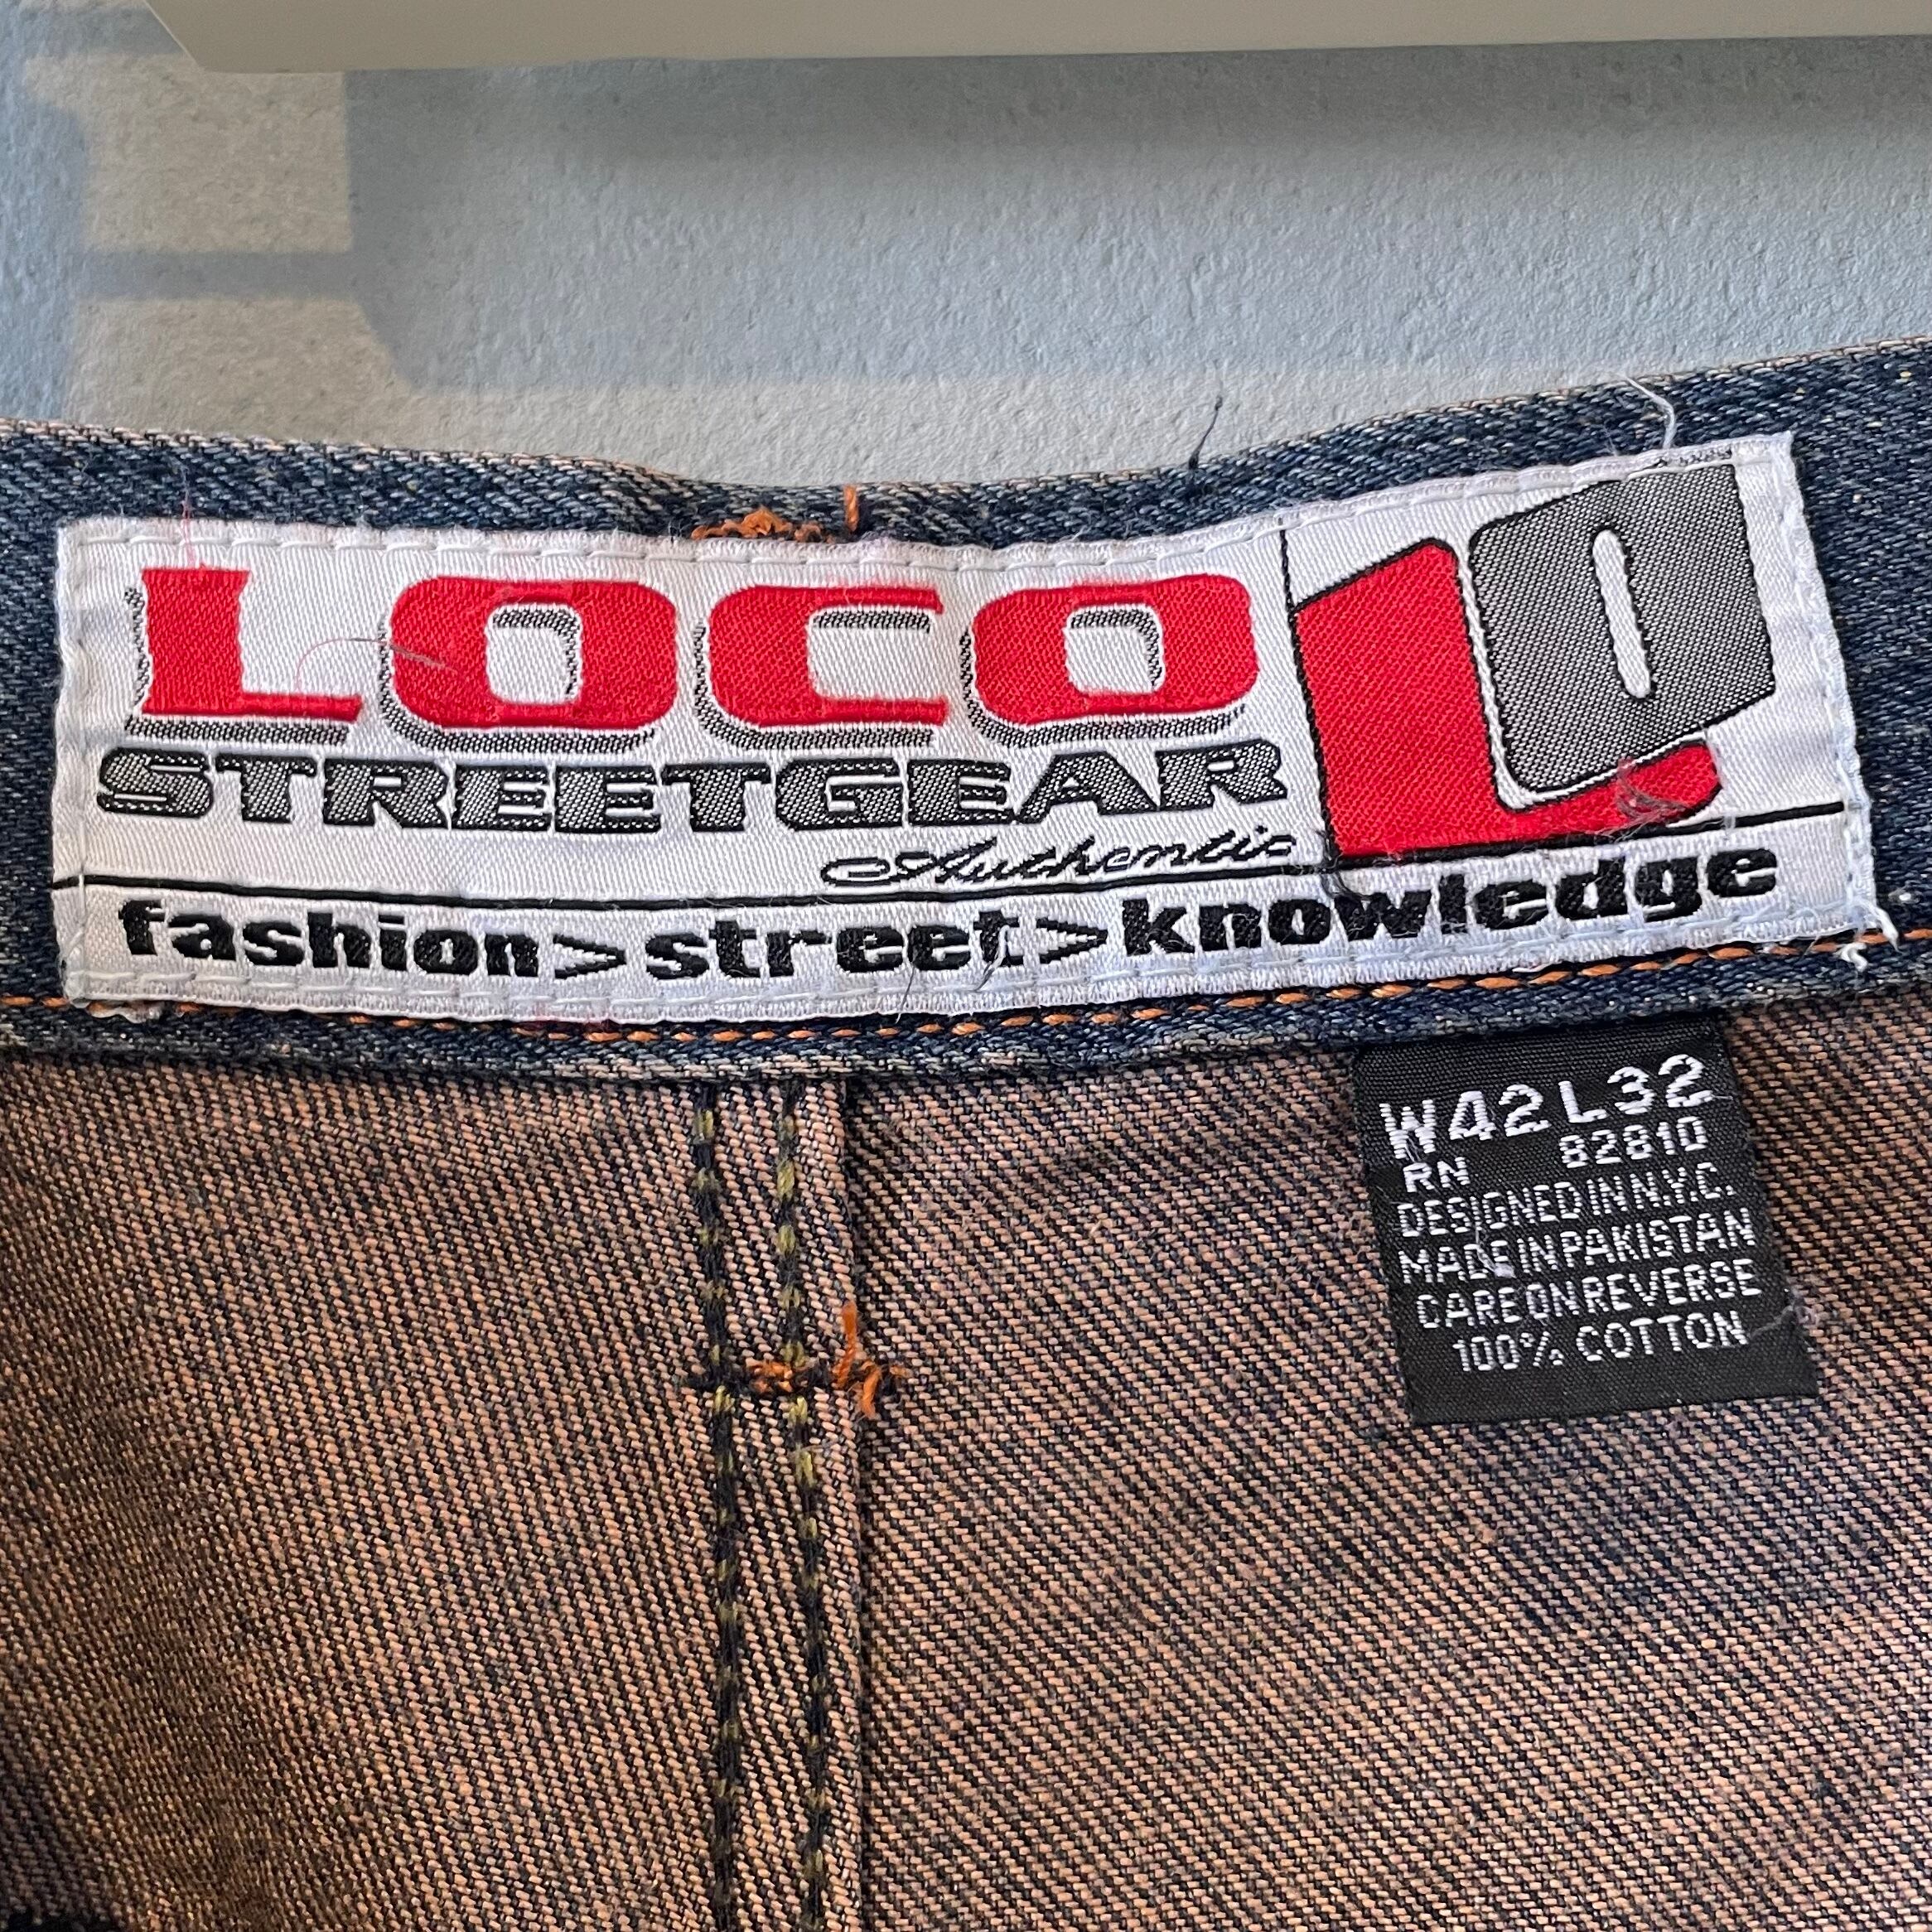 LOCO
STREETGEAR
Authentic
LO
fashion>street>knowledge
W42 L32
RN 82810
DESIGNED IN N.Y.C.
MADE IN PAKISTAN
CARE ON REVERSE
100% COTTON